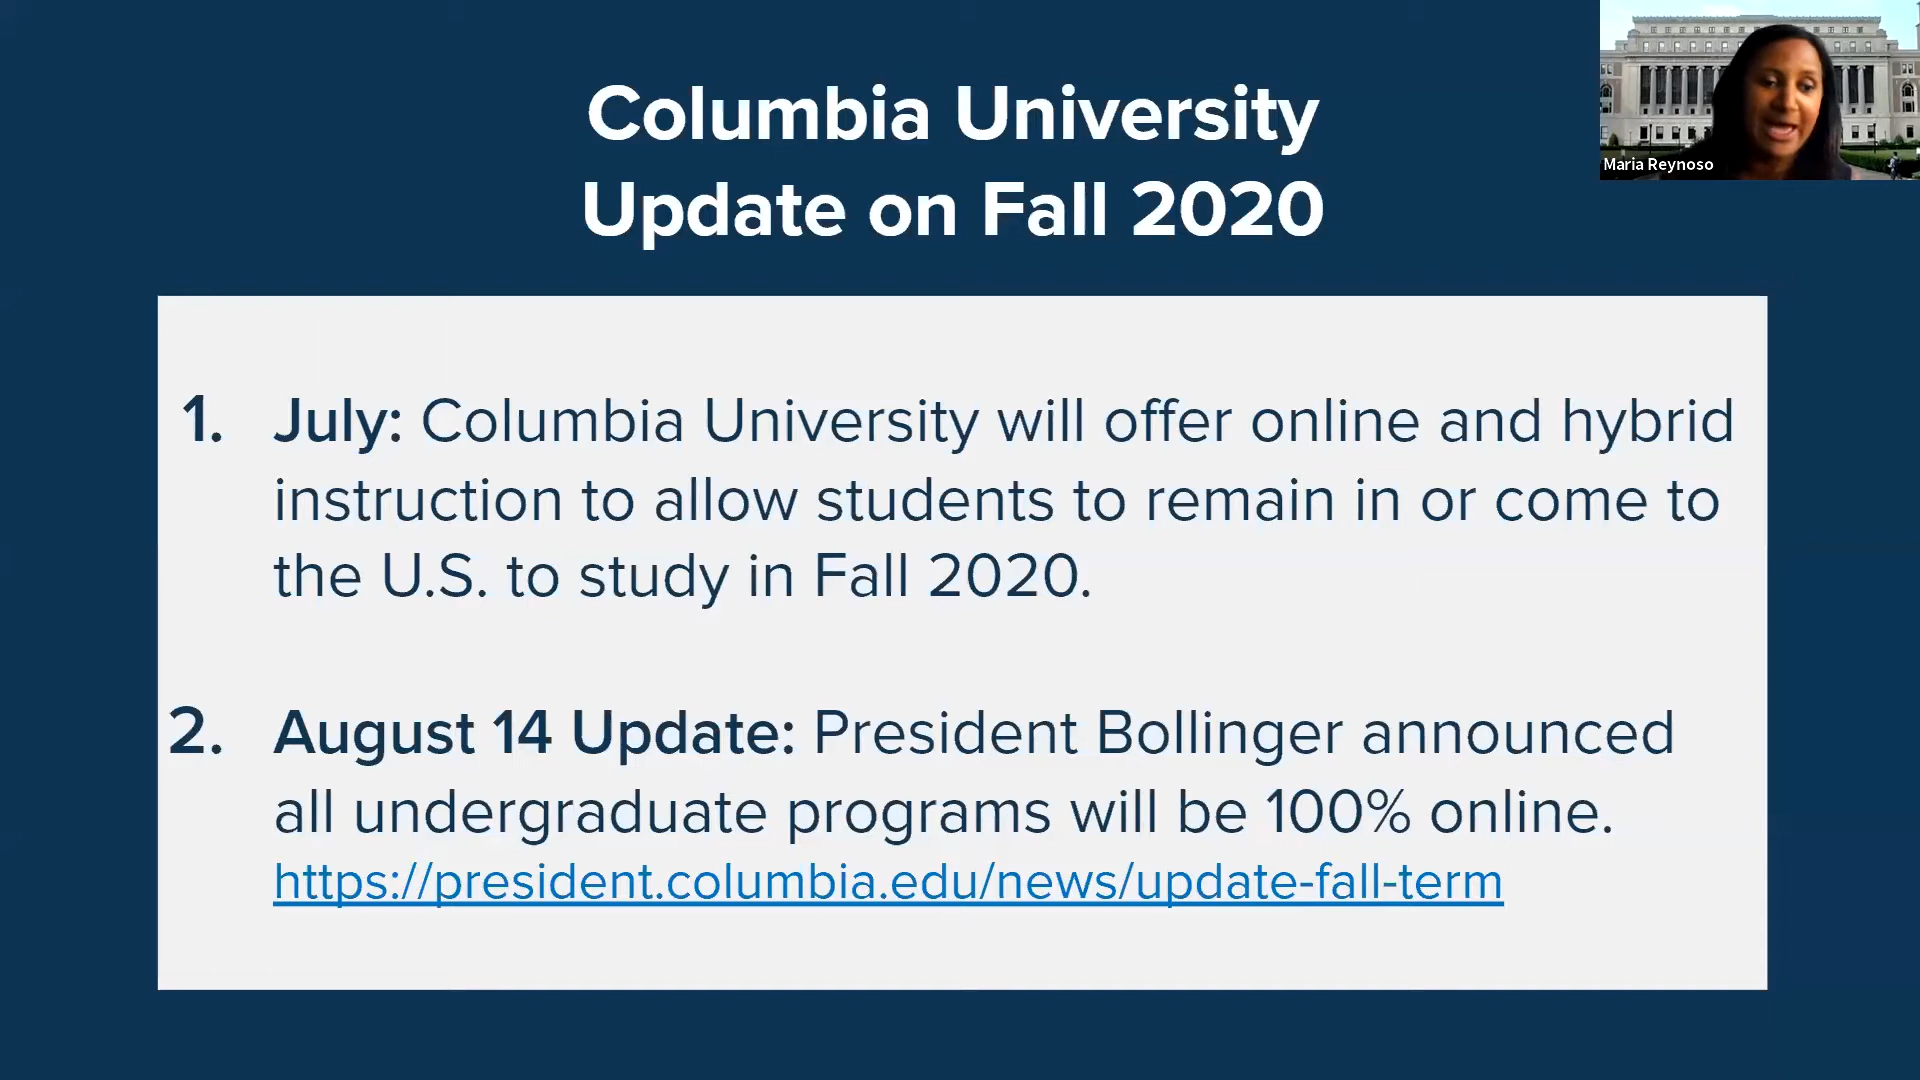 Columbia University
Update on Fall 2020
Maria Reynoso
1. July: Columbia University will offer online and hybrid
instruction to allow students to remain in or come to
the U.S. to study in Fall 2020.
2. August 14 Update: President Bollinger announced
all undergraduate programs will be 100% online.
https://president.columbia.edu/news/update-fall-term